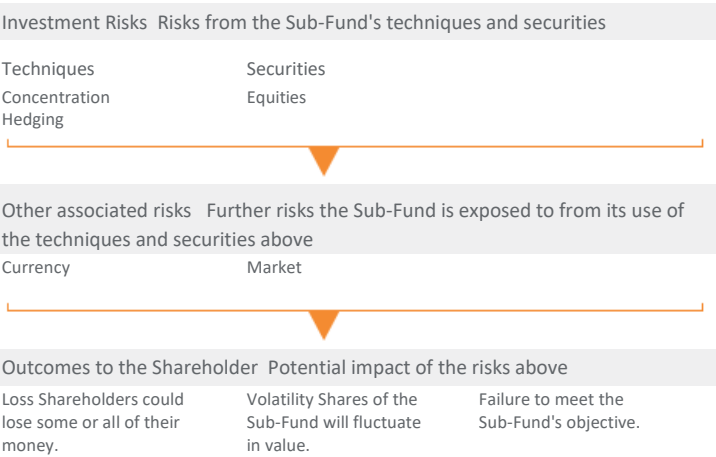 Investment Risks Risks from the Sub-Fund's techniques and securities
Techniques
Securities
Concentration
Hedging
Equities
Other associated risks Further risks the Sub-Fund is exposed to from its use of
the techniques and securities above
Currency
Market
Outcomes to the Shareholder Potential impact of the risks above
Loss Shareholders could
lose some or all of their
money.
Volatility Shares of the
Sub-Fund will fluctuate
in value.
Failure to meet the
Sub-Fund's objective.